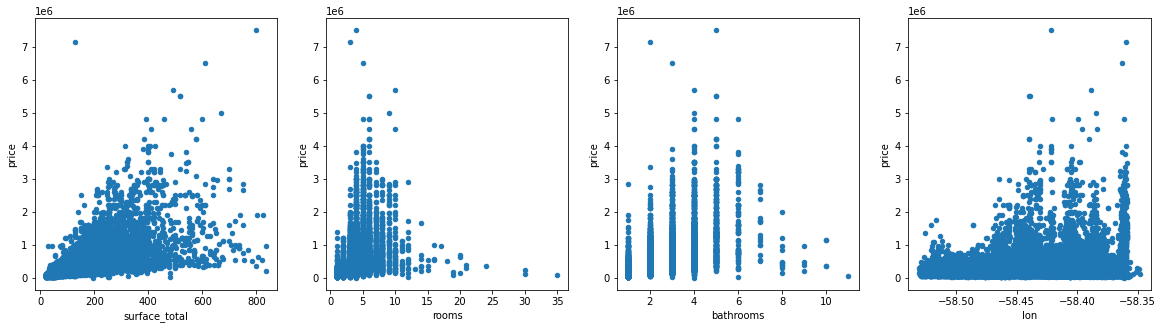 1e6 1e6 1e6 1e6
7 7 7 7
6 6 6 6
5 5 5 5
4 4 4 4
price price price price
3 3 3 3
2 2 2 2
1 1 1 1
0 0 0 0
0 200 400 600 800 0 5 10 15 20 25 30 35 2 4 6 8 10 −58.50 −58.45 −58.40 −58.35
surface_total rooms bathrooms lon